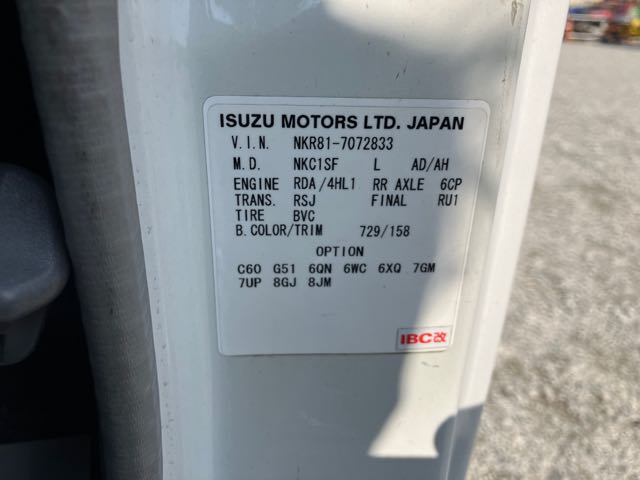 ISUZU MOTORS LTD. JAPAN
V.I.N. NKR81-7072833
M.D. NKC1SF L AD/AH
ENGINE RDA/4HL1 RR AXLE 6CP
TRANS. RSJ FINAL RU1
TIRE BVC
B.COLOR/TRIM 729/158
OPTION
C60 G51 6QN 6WC 6XQ 7GM
7UP 8GJ 8JM
IBC改